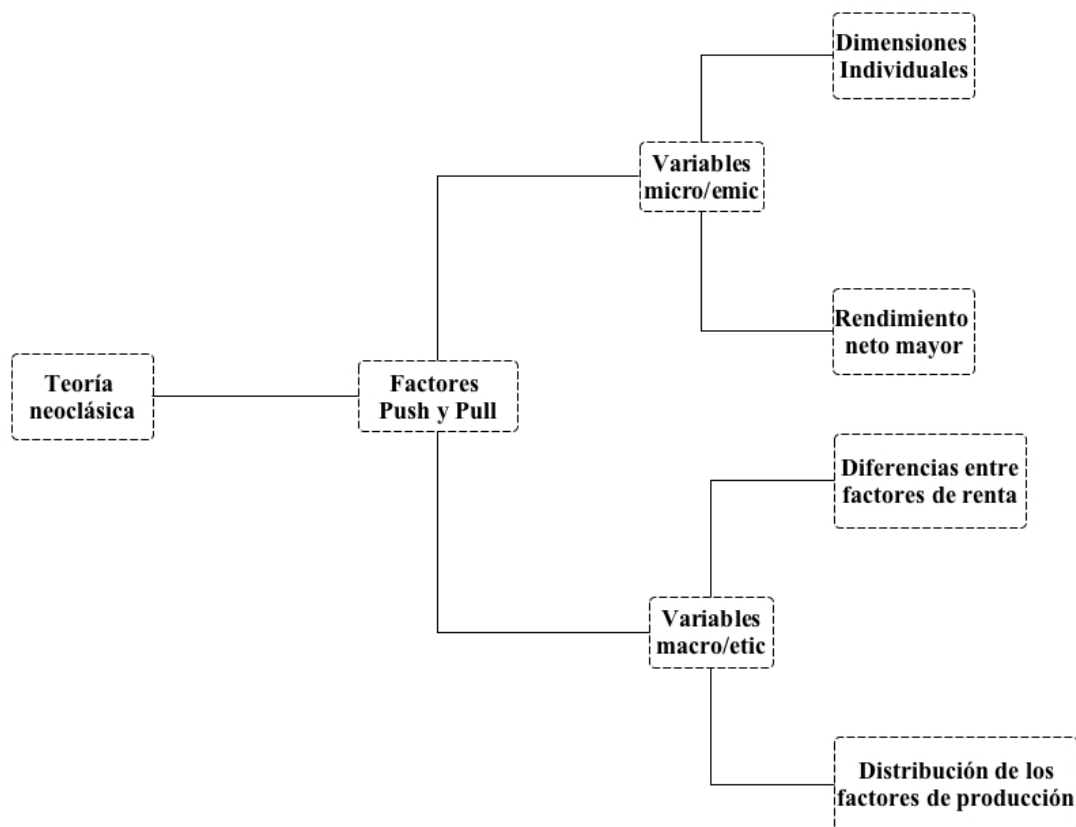 Dimensiones
Individuales
Variables
micro/emic
Rendimiento
neto mayor
Teoría
neoclásica
Factores
Push y Pull
Diferencias entre
factores de renta
Variables
macro/etic
Distribución de los
factores de producción